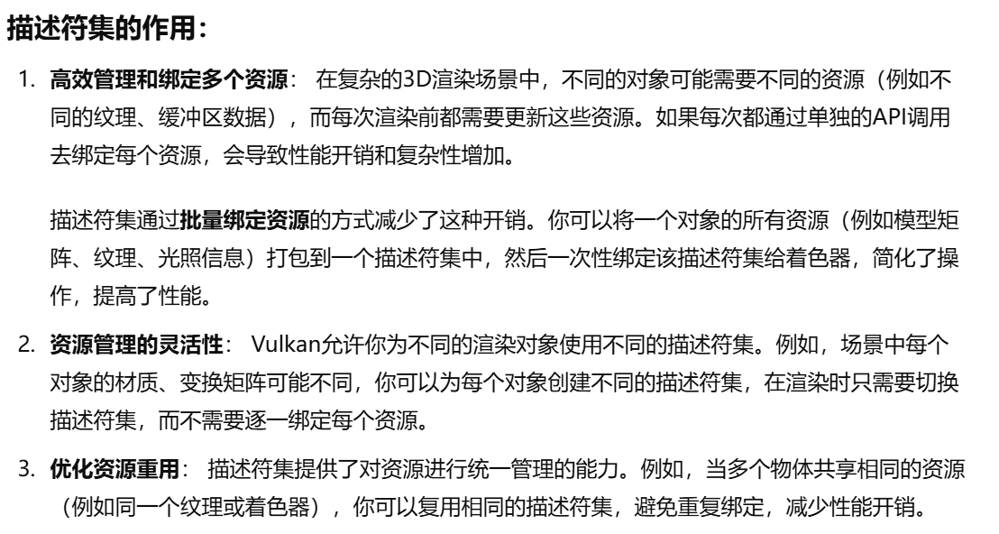 描述符集的作用：
1. 高效管理和绑定多个资源： 在复杂的3D渲染场景中，不同的对象可能需要不同的资源（例如不
同的纹理、缓冲区数据），而每次渲染前都需要更新这些资源。如果每次都通过单独的API调用
去绑定每个资源，会导致性能开销和复杂性增加。
描述符集通过批量绑定资源的方式减少了这种开销。你可以将一个对象的所有资源（例如模型矩
阵、纹理、光照信息）打包到一个描述符集中，然后一次性绑定该描述符集给着色器，简化了操
作，提高了性能。
2. 资源管理的灵活性： Vulkan允许你为不同的渲染对象使用不同的描述符集。例如，场景中每个
对象的材质、变换矩阵可能不同，你可以为每个对象创建不同的描述符集，在渲染时只需要切换
描述符集，而不需要逐一绑定每个资源。
3. 优化资源重用： 描述符集提供了对资源进行统一管理的能力。例如，当多个物体共享相同的资源
（例如同一个纹理或着色器），你可以复用相同的描述符集，避免重复绑定，减少性能开销。